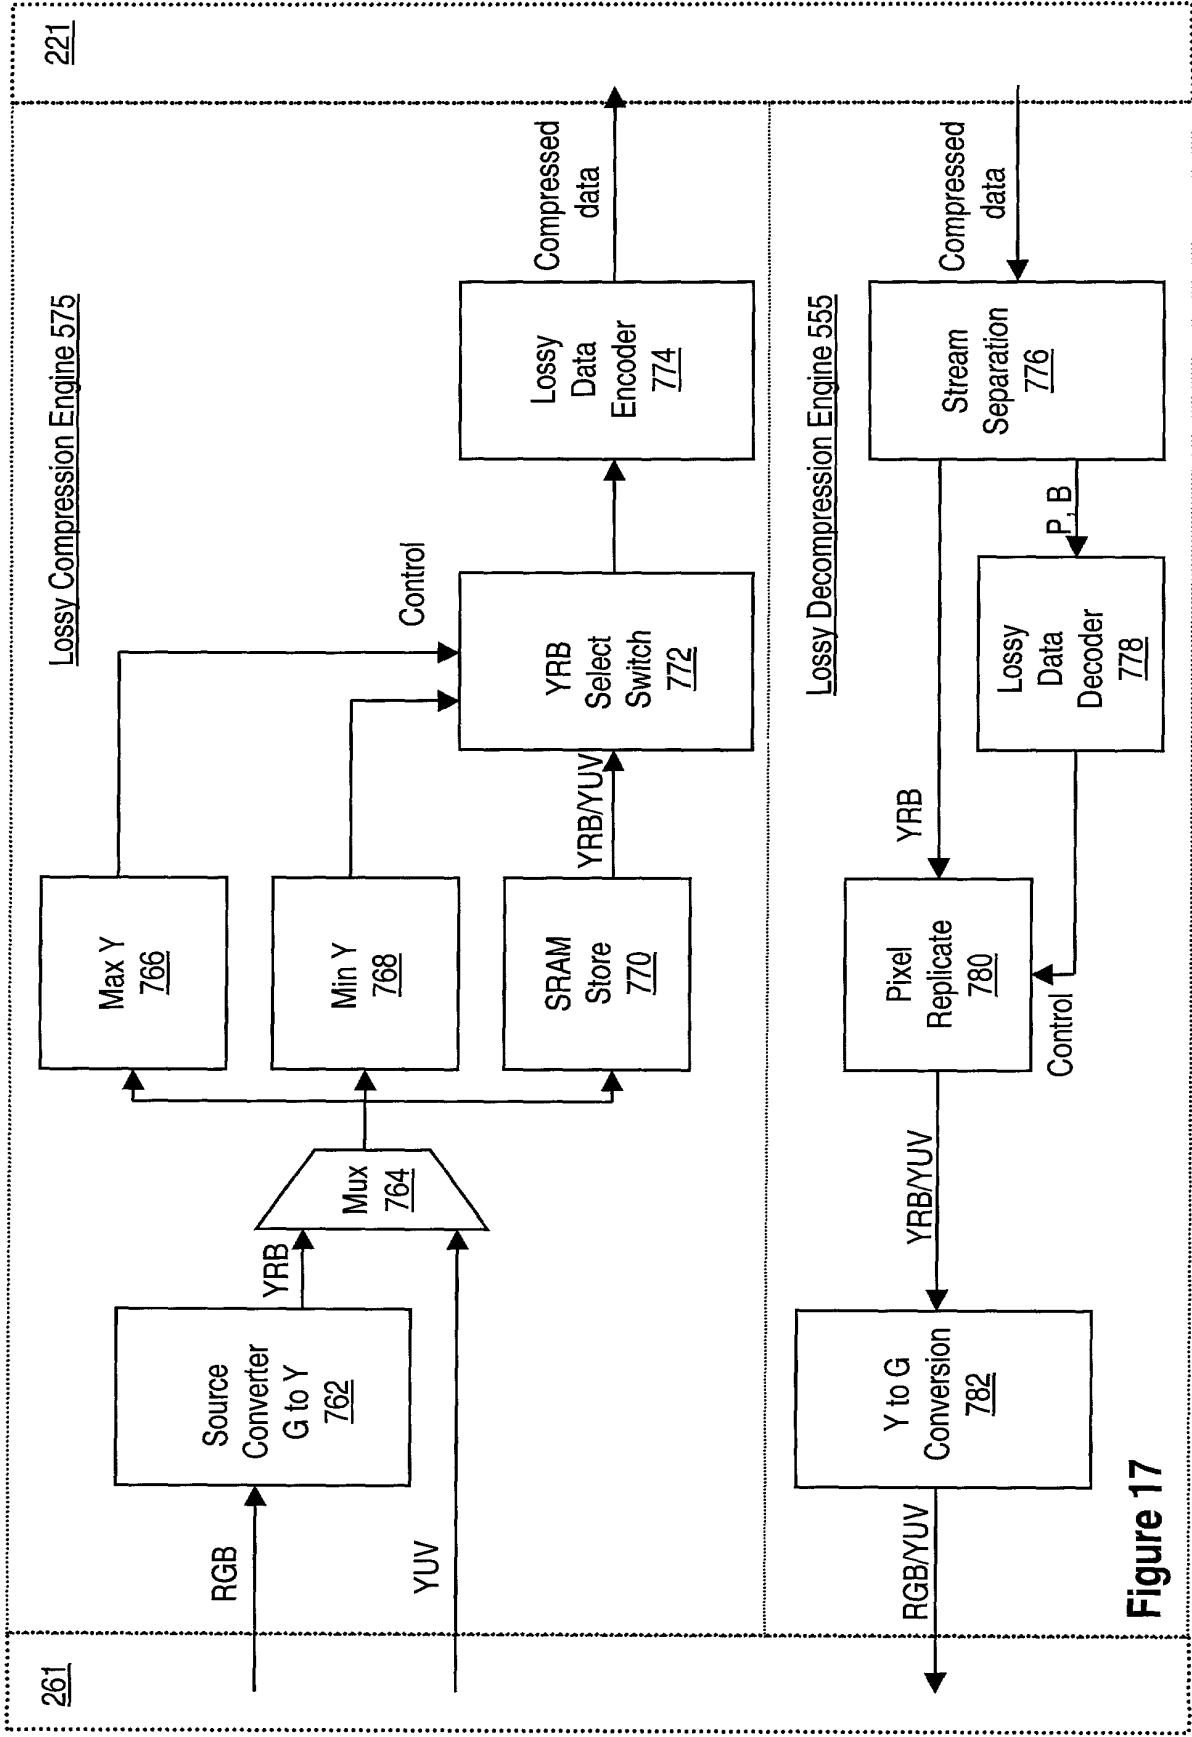 261
221
Lossy Compression Engine 575
RGB
YUV
Source
Converter
G to Y
762
YRB
Mux
764
Max Y
766
Min Y
768
SRAM
Store
770
YRB/YUV
Control
YRB
Select
Switch
772
Lossy
Data
Encoder
774
Compressed
data
Lossy Decompression Engine 555
RGB/YUV
Y to G
Conversion
782
YRB/YUV
Pixel
Replicate
780
Control
YRB
Lossy
Data
Decoder
778
P, B
Stream
Separation
776
Compressed
data
Figure 17